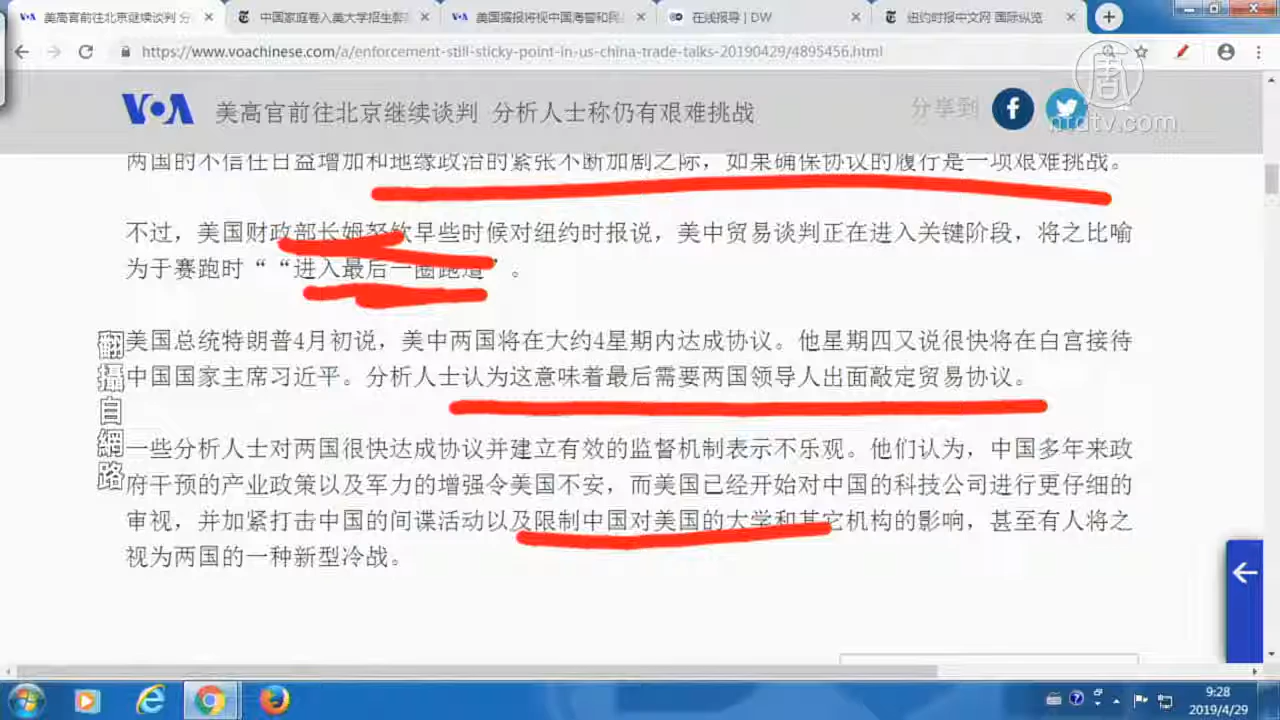 美高官前往北京继续谈判 分
中国家庭卷入美大学招生
美国据报将视中国海警和民
在线报导 | DW
纽约时报中文网 国际纵览
https://www.voachinese.com/a/enforcement-still-sticky-point-in-us-china-trade-talks-20190429/4895456.html
VOA 美高官前往北京继续谈判 分析人士称仍有艰难挑战 分享到
唐
ntdtv.com
两国的不信任日益增加和地缘政治的紧张不断加剧之际，如果确保协议的履行是一项艰难挑战。
不过，美国财政部长姆努钦早些时候对纽约时报说，美中贸易谈判正在进入关键阶段，将之比喻
为于赛跑时““进入最后一圈跑道”。
美国总统特朗普4月初说，美中两国将在大约4星期内达成协议。他星期四又说很快将在白宫接待
中国国家主席习近平。分析人士认为这意味着最后需要两国领导人出面敲定贸易协议。
一些分析人士对两国很快达成协议并建立有效的监督机制表示不乐观。他们认为，中国多年来政
府干预的产业政策以及军力的增强令美国不安，而美国已经开始对中国的科技公司进行更仔细的
审视，并加紧打击中国的间谍活动以及限制中国对美国的大学和其它机构的影响，甚至有人将之
视为两国的一种新型冷战。
翻攝自網路
9:28
2019/4/29